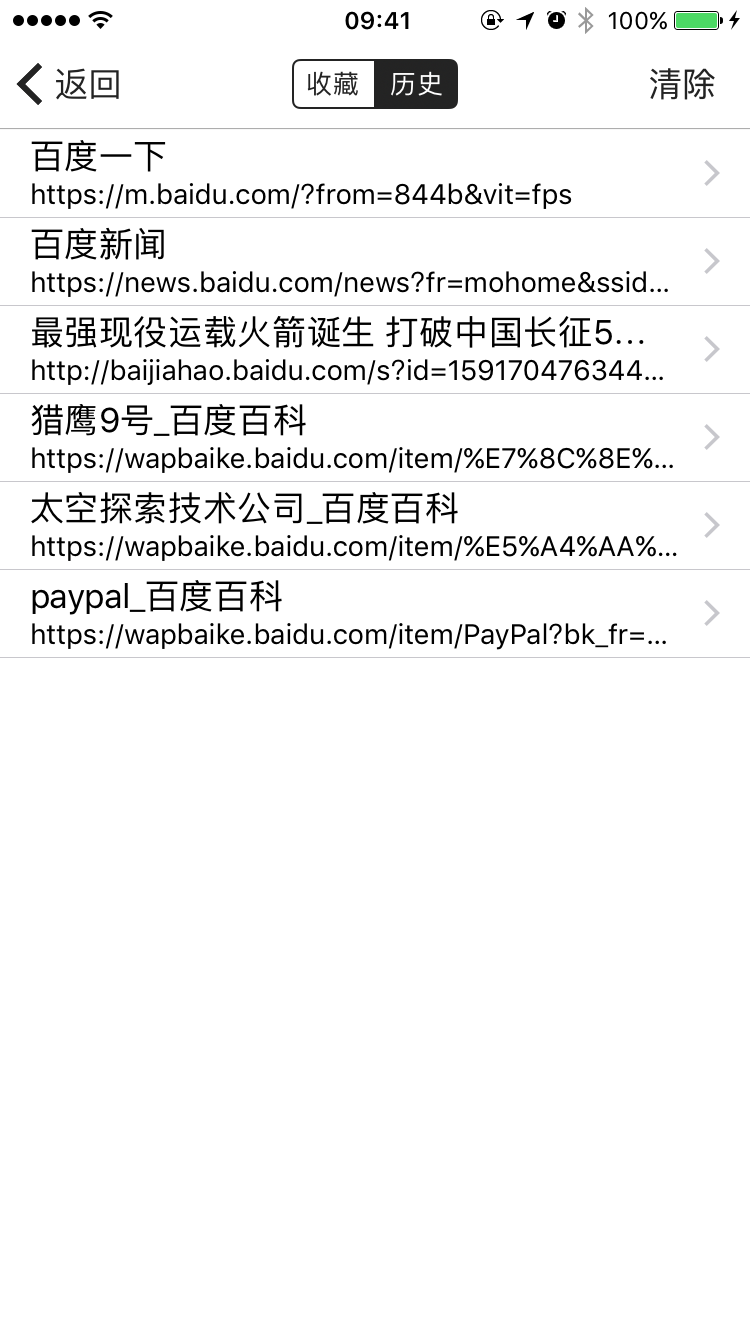 09:41
100%
返回
收藏
历史
清除
百度一下
https://m.baidu.com/?from=844b&vit=fps
百度新闻
https://news.baidu.com/news?fr=mohome&ssid...
最强现役运载火箭诞生 打破中国长征5...
http://baijiahao.baidu.com/s?id=159170476344...
猎鹰9号_百度百科
https://wapbaike.baidu.com/item/%E7%8C%8E%...
太空探索技术公司_百度百科
https://wapbaike.baidu.com/item/%E5%A4%AA%...
paypal_百度百科
https://wapbaike.baidu.com/item/PayPal?bk_fr=...